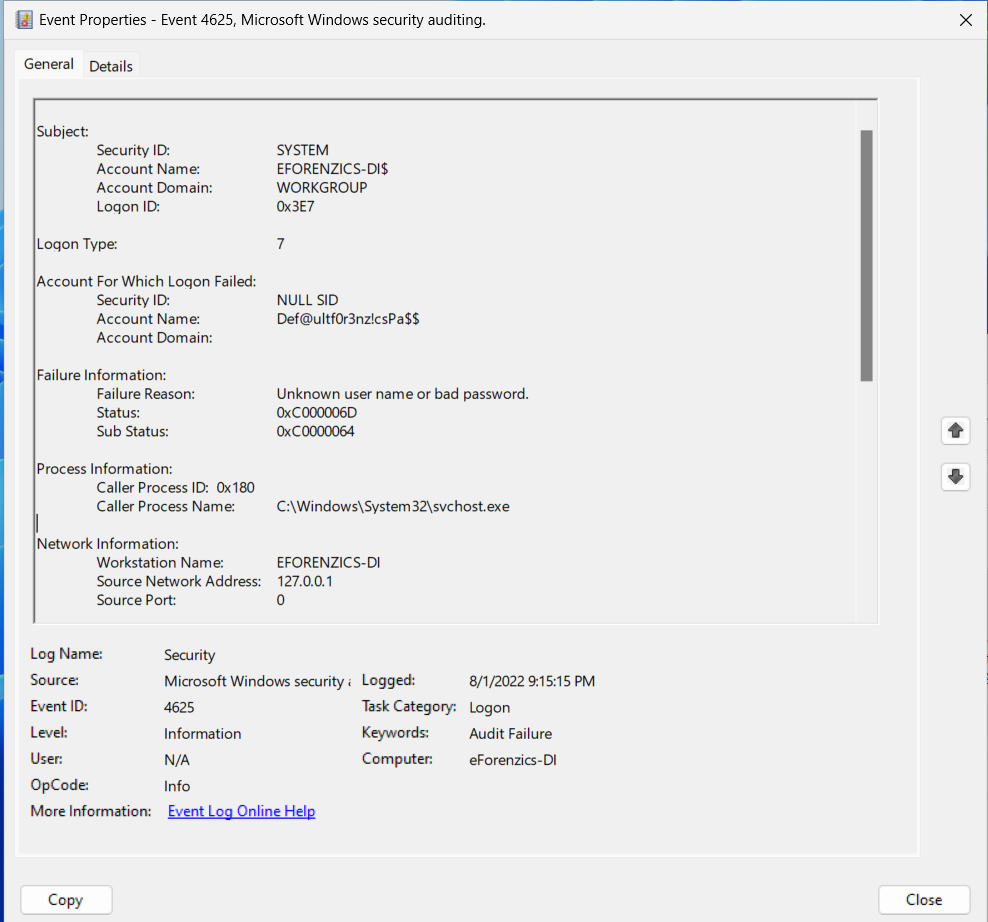 Event Properties - Event 4625, Microsoft Windows security auditing.
General
Details
Subject:
Security ID: SYSTEM
Account Name: EFORENZICS-DI$
Account Domain: WORKGROUP
Logon ID: 0x3E7
Logon Type: 7
Account For Which Logon Failed:
Security ID: NULL SID
Account Name: Def@ultf0r3nz!csPa$$
Account Domain:
Failure Information:
Failure Reason: Unknown user name or bad password.
Status: 0xC000006D
Sub Status: 0xC0000064
Process Information:
Caller Process ID: 0x180
Caller Process Name: C:\Windows\System32\svchost.exe
Network Information:
Workstation Name: EFORENZICS-DI
Source Network Address: 127.0.0.1
Source Port: 0
Log Name: Security
Source: Microsoft Windows security Logged: 8/1/2022 9:15:15 PM
Event ID: 4625 Task Category: Logon
Level: Information Keywords: Audit Failure
User: N/A Computer: eForenzics-DI
OpCode: Info
More Information: Event Log Online Help
Copy
Close